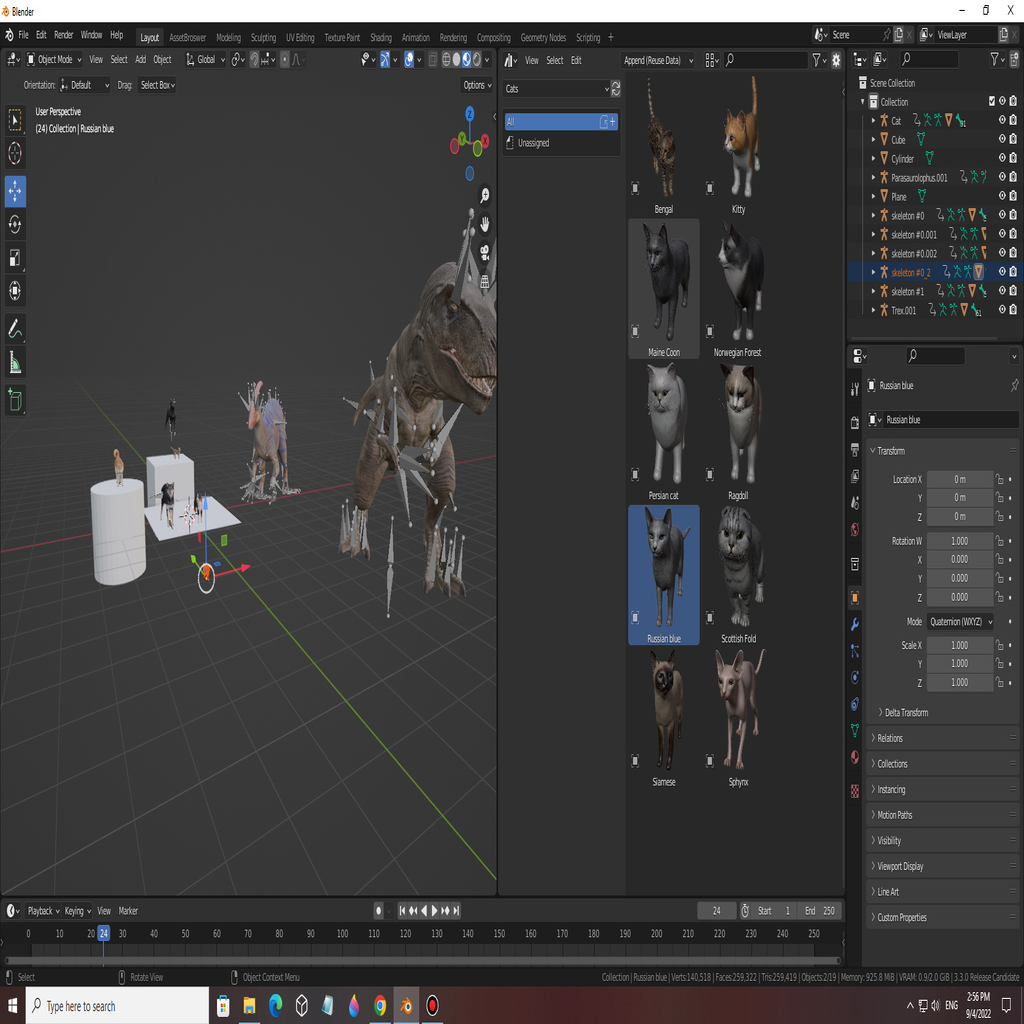 Blender
File Edit Render Window Help Layout AssetBrowser Modeling Sculpting UV Editing Texture Paint Shading Animation Rendering Compositing Geometry Nodes Scripting + Scene ViewLayer
Object Mode View Select Add Object Global
Orientation: Default Drag: Select Box Options
User Perspective
(24) Collection | Russian blue
Z
View Select Edit Append (Reuse Data)
Cats
All
Unassigned
Bengal Kitty
Maine Coon Norwegian Forest
Persian cat Ragdoll
Russian blue Scottish Fold
Siamese Sphynx
Scene Collection
Collection
Cat 91
Cube
Cylinder
Parasaurolophus.001
Plane
skeleton #0
skeleton #0.001
skeleton #0.002
skeleton #0_2
skeleton #1
Trex.001 61
Russian blue
Russian blue
Transform
Location X 0 m
Y 0 m
Z 0 m
Rotation W 1.000
X 0.000
Y 0.000
Z 0.000
Mode Quaternion (WXYZ)
Scale X 1.000
Y 1.000
Z 1.000
Delta Transform
Relations
Collections
Instancing
Motion Paths
Visibility
Viewport Display
Line Art
Custom Properties
Playback Keying View Marker 24 Start 1 End 250
0 10 20 24 30 40 50 60 70 80 90 100 110 120 130 140 150 160 170 180 190 200 210 220 230 240 250
Select Rotate View Object Context Menu Collection | Russian blue | Verts:140,518 | Faces:259,322 | Tris:259,419 | Objects:2/19 | Memory: 925.8 MiB | VRAM: 0.9/2.0 GiB | 3.3.0 Release Candidate
Type here to search ENG 2:56 PM
9/4/2022